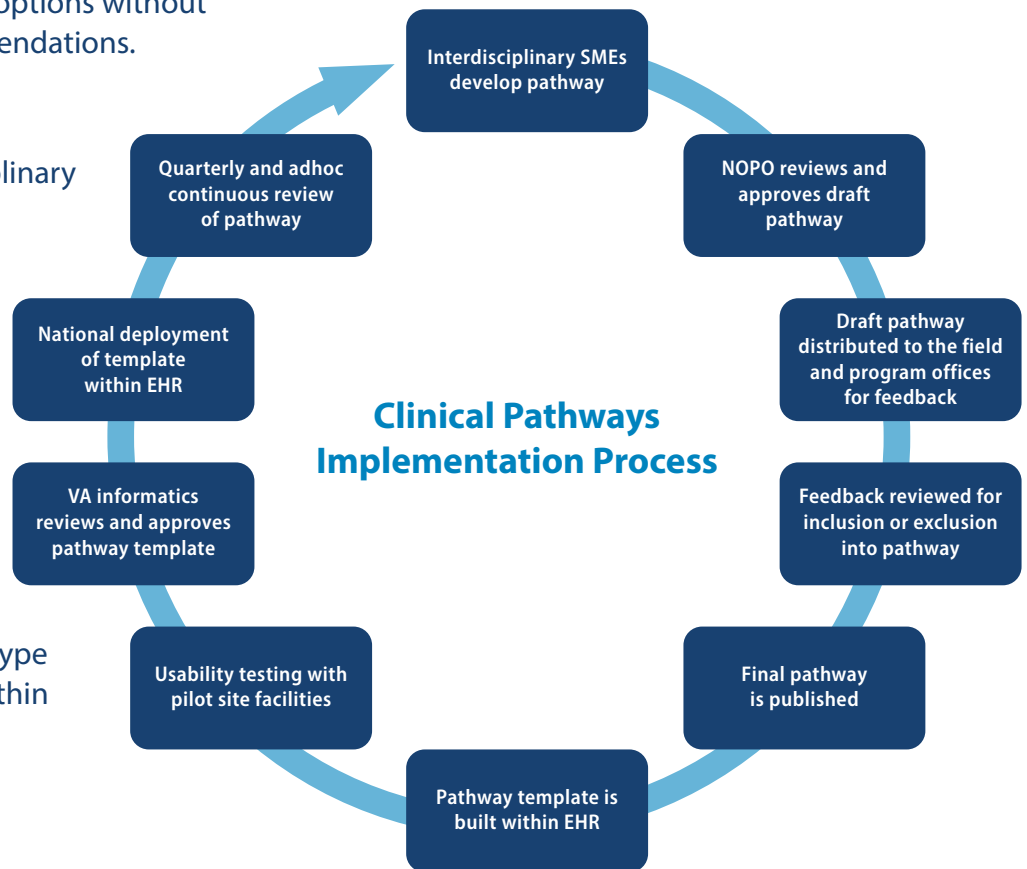 options without
endations.
plinary
ype
thin
Interdisciplinary SMEs
develop pathway
NOPO reviews and
approves draft
pathway
Draft pathway
distributed to the field
and program offices
for feedback
Feedback reviewed for
inclusion or exclusion
into pathway
Final pathway
is published
Pathway template is
built within EHR
Usability testing with
pilot site facilities
VA informatics
reviews and approves
pathway template
National deployment
of template
within EHR
Quarterly and adhoc
continuous review
of pathway
Clinical Pathways
Implementation Process